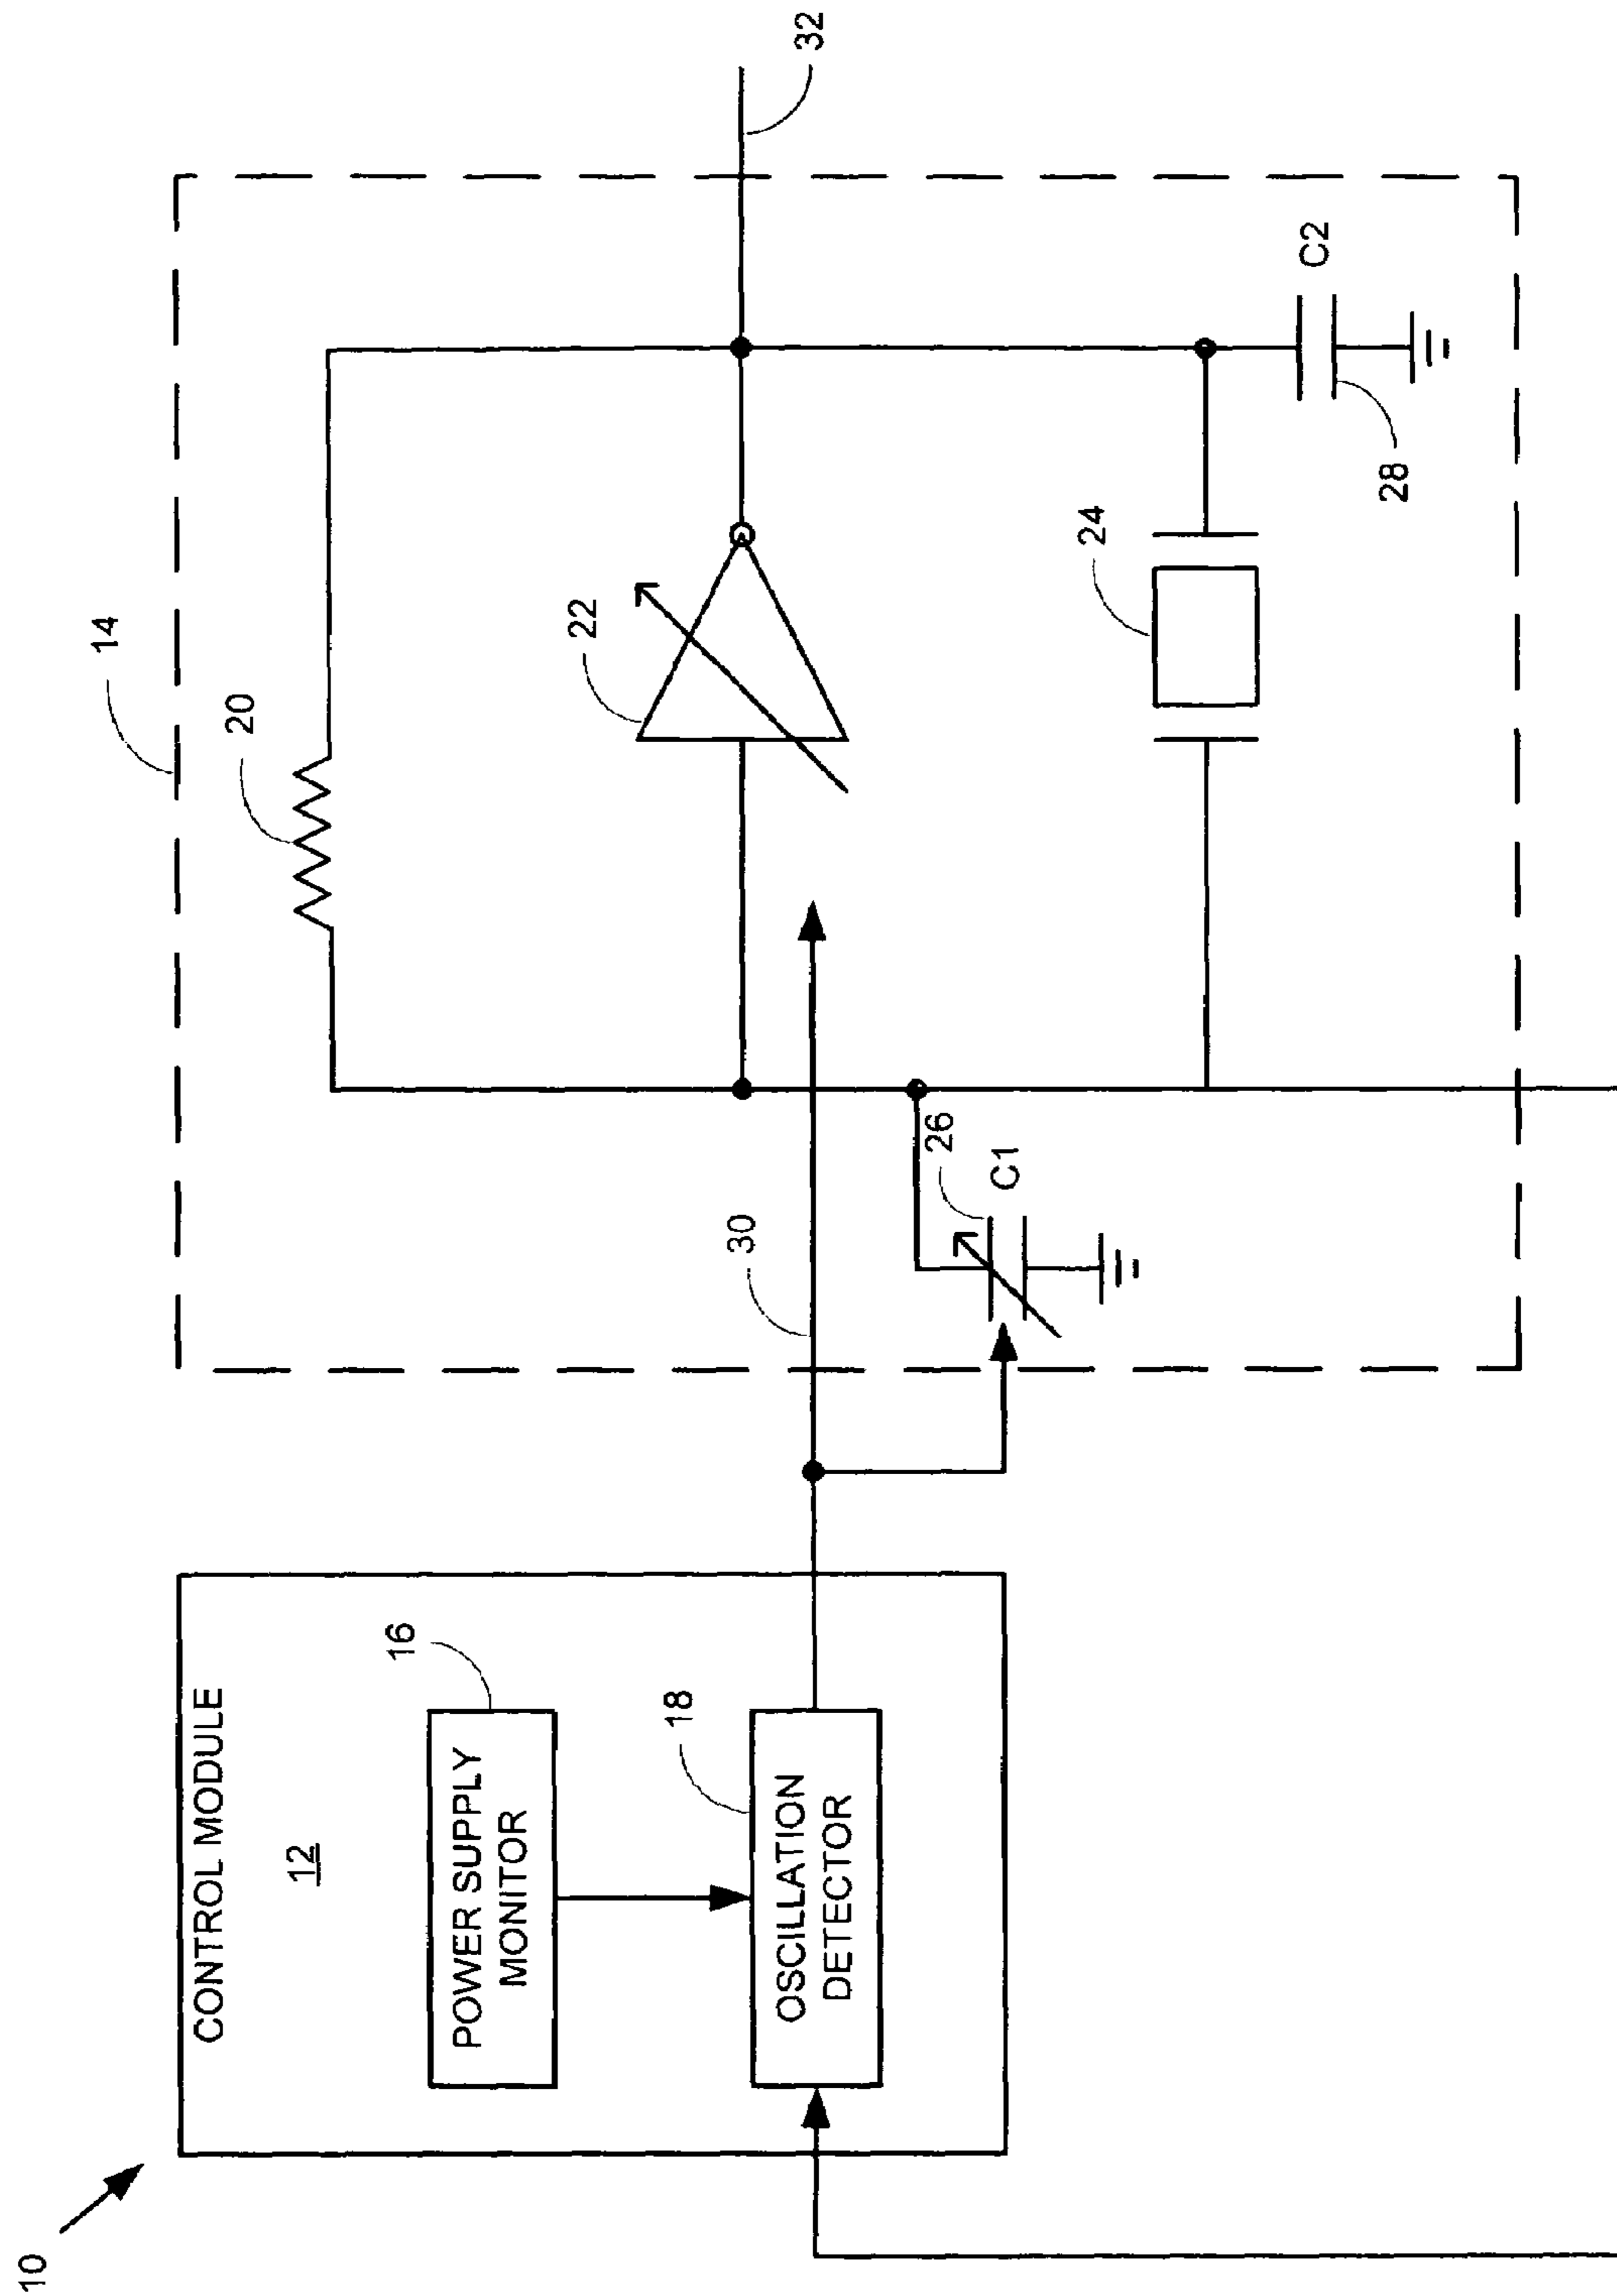 10
CONTROL MODULE
12
POWER SUPPLY
MONITOR
16
OSCILLATION
DETECTOR
18
30
14
20
22
26
C1
24
C2
28
32